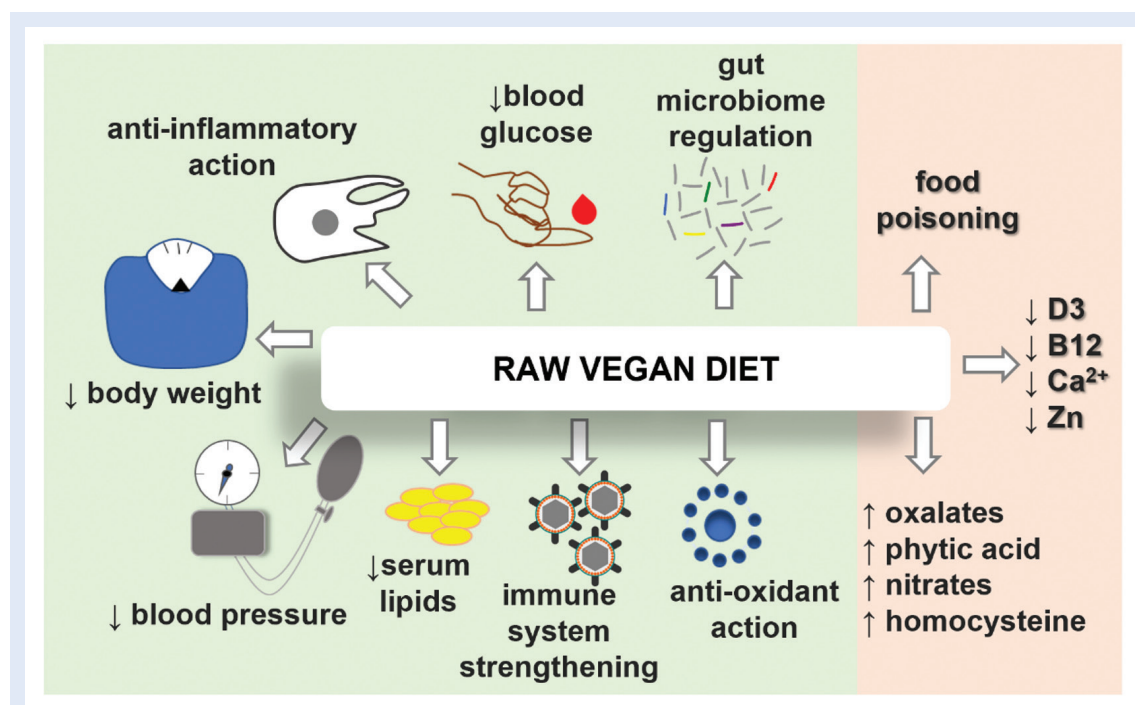 anti-inflammatory
action
↓blood
glucose
gut
microbiome
regulation
food
poisoning
↓ body weight
RAW VEGAN DIET
↓ D3
↓ B12
↓ Ca²⁺
↓ Zn
↓ blood pressure
↓serum
lipids
immune
system
strengthening
anti-oxidant
action
↑ oxalates
↑ phytic acid
↑ nitrates
↑ homocysteine